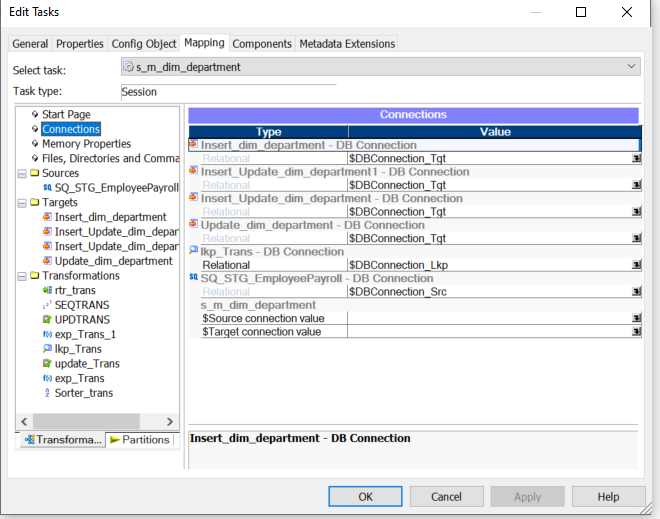 Edit Tasks
General Properties Config Object Mapping Components Metadata Extensions
Select task: s_m_dim_department
Task type: Session
Start Page
Connections
Memory Properties
Files, Directories and Comma
Sources
SQ_STG_EmployeePayroll
Targets
Insert_dim_department
Insert_Update_dim_depar
Insert_Update_dim_depar
Update_dim_department
Transformations
rtr_trans
SEQTRANS
UPDTRANS
exp_Trans_1
lkp_Trans
update_Trans
exp_Trans
Sorter_trans
Transforma... Partitions
Connections
Type Value
Insert_dim_department - DB Connection
Relational $DBConnection_Tgt
Insert_Update_dim_department1 - DB Connection
Relational $DBConnection_Tgt
Insert_Update_dim_department - DB Connection
Relational $DBConnection_Tgt
Update_dim_department - DB Connection
Relational $DBConnection_Tgt
lkp_Trans - DB Connection
Relational $DBConnection_Lkp
SQ_STG_EmployeePayroll - DB Connection
Relational $DBConnection_Src
s_m_dim_department
$Source connection value
$Target connection value
Insert_dim_department - DB Connection
OK Cancel Apply Help